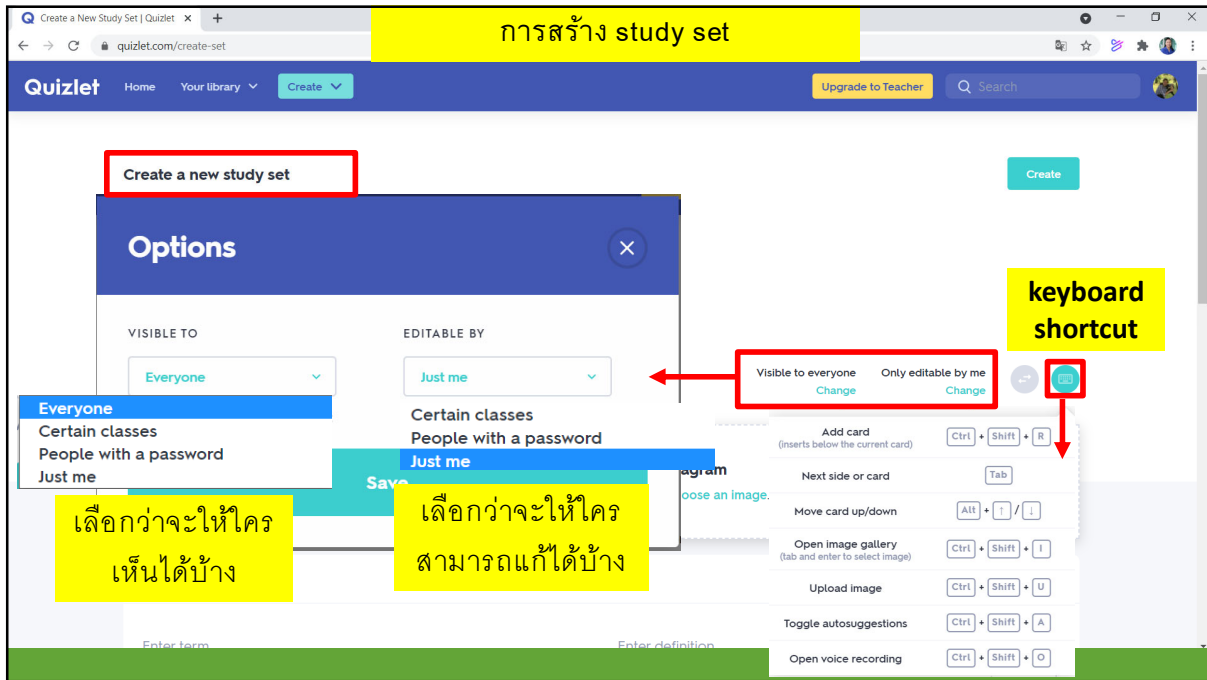 Create a New Study Set | Quizlet
การสร้าง study set
quizlet.com/create-set
Quizlet Home Your library Create Upgrade to Teacher Search
Create a new study set
Create
Options
keyboard
shortcut
VISIBLE TO EDITABLE BY
Everyone Just me
Visible to everyone Only editable by me
Change Change
Everyone
Certain classes
People with a password
Just me
Certain classes
People with a password
Just me
Save
agram
oose an image.
เลือกว่าจะให้ใคร
เห็นได้บ้าง
เลือกว่าจะให้ใคร
สามารถแก้ได้บ้าง
Add card Ctrl + Shift + R
(inserts below the current card)
Next side or card Tab
Move card up/down Alt + ↑ / ↓
Open image gallery Ctrl + Shift + I
(tab and enter to select image)
Upload image Ctrl + Shift + U
Toggle autosuggestions Ctrl + Shift + A
Open voice recording Ctrl + Shift + O
Enter term Enter definition